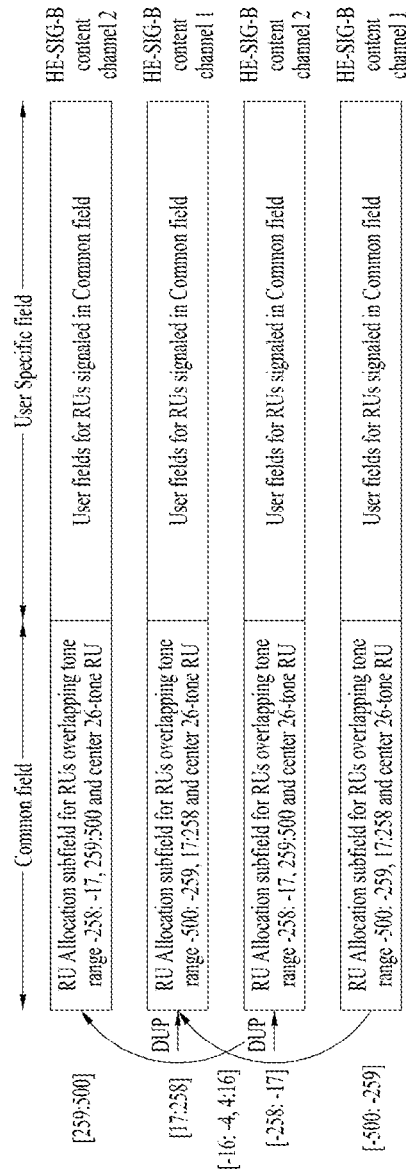 Common field
User Specific field
[259:500]
RU Allocation subfield for RUs overlapping tone
range -258: -17, 259:500 and center 26-tone RU
User fields for RUs signaled in Common field
HE-SIG-B
content
channel 2
DUP
[17:258]
RU Allocation subfield for RUs overlapping tone
range -500: -259, 17:258 and center 26-tone RU
User fields for RUs signaled in Common field
HE-SIG-B
content
channel 1
[-16: -4, 4:16]
DUP
[-258: -17]
RU Allocation subfield for RUs overlapping tone
range -258: -17, 259:500 and center 26-tone RU
User fields for RUs signaled in Common field
HE-SIG-B
content
channel 2
[-500: -259]
RU Allocation subfield for RUs overlapping tone
range -500: -259, 17:258 and center 26-tone RU
User fields for RUs signaled in Common field
HE-SIG-B
content
channel 1